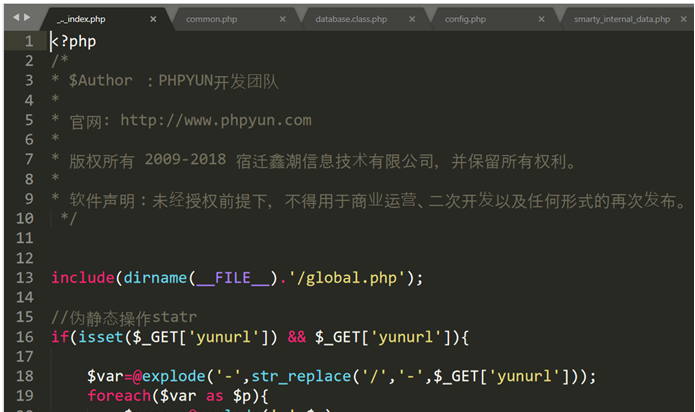 _._index.php common.php database.class.php config.php smarty_internal_data.php
1 <?php
2 /*
3 * $Author ：PHPYUN开发团队
4 *
5 * 官网: http://www.phpyun.com
6 *
7 * 版权所有 2009-2018 宿迁鑫潮信息技术有限公司，并保留所有权利。
8 *
9 * 软件声明：未经授权前提下，不得用于商业运营、二次开发以及任何形式的再次发布。
10 */
11
12
13 include(dirname(__FILE__).'/global.php');
14
15 //伪静态操作statr
16 if(isset($_GET['yunurl']) && $_GET['yunurl']){
17
18 $var=@explode('-',str_replace('/','-',$_GET['yunurl']));
19 foreach($var as $p){